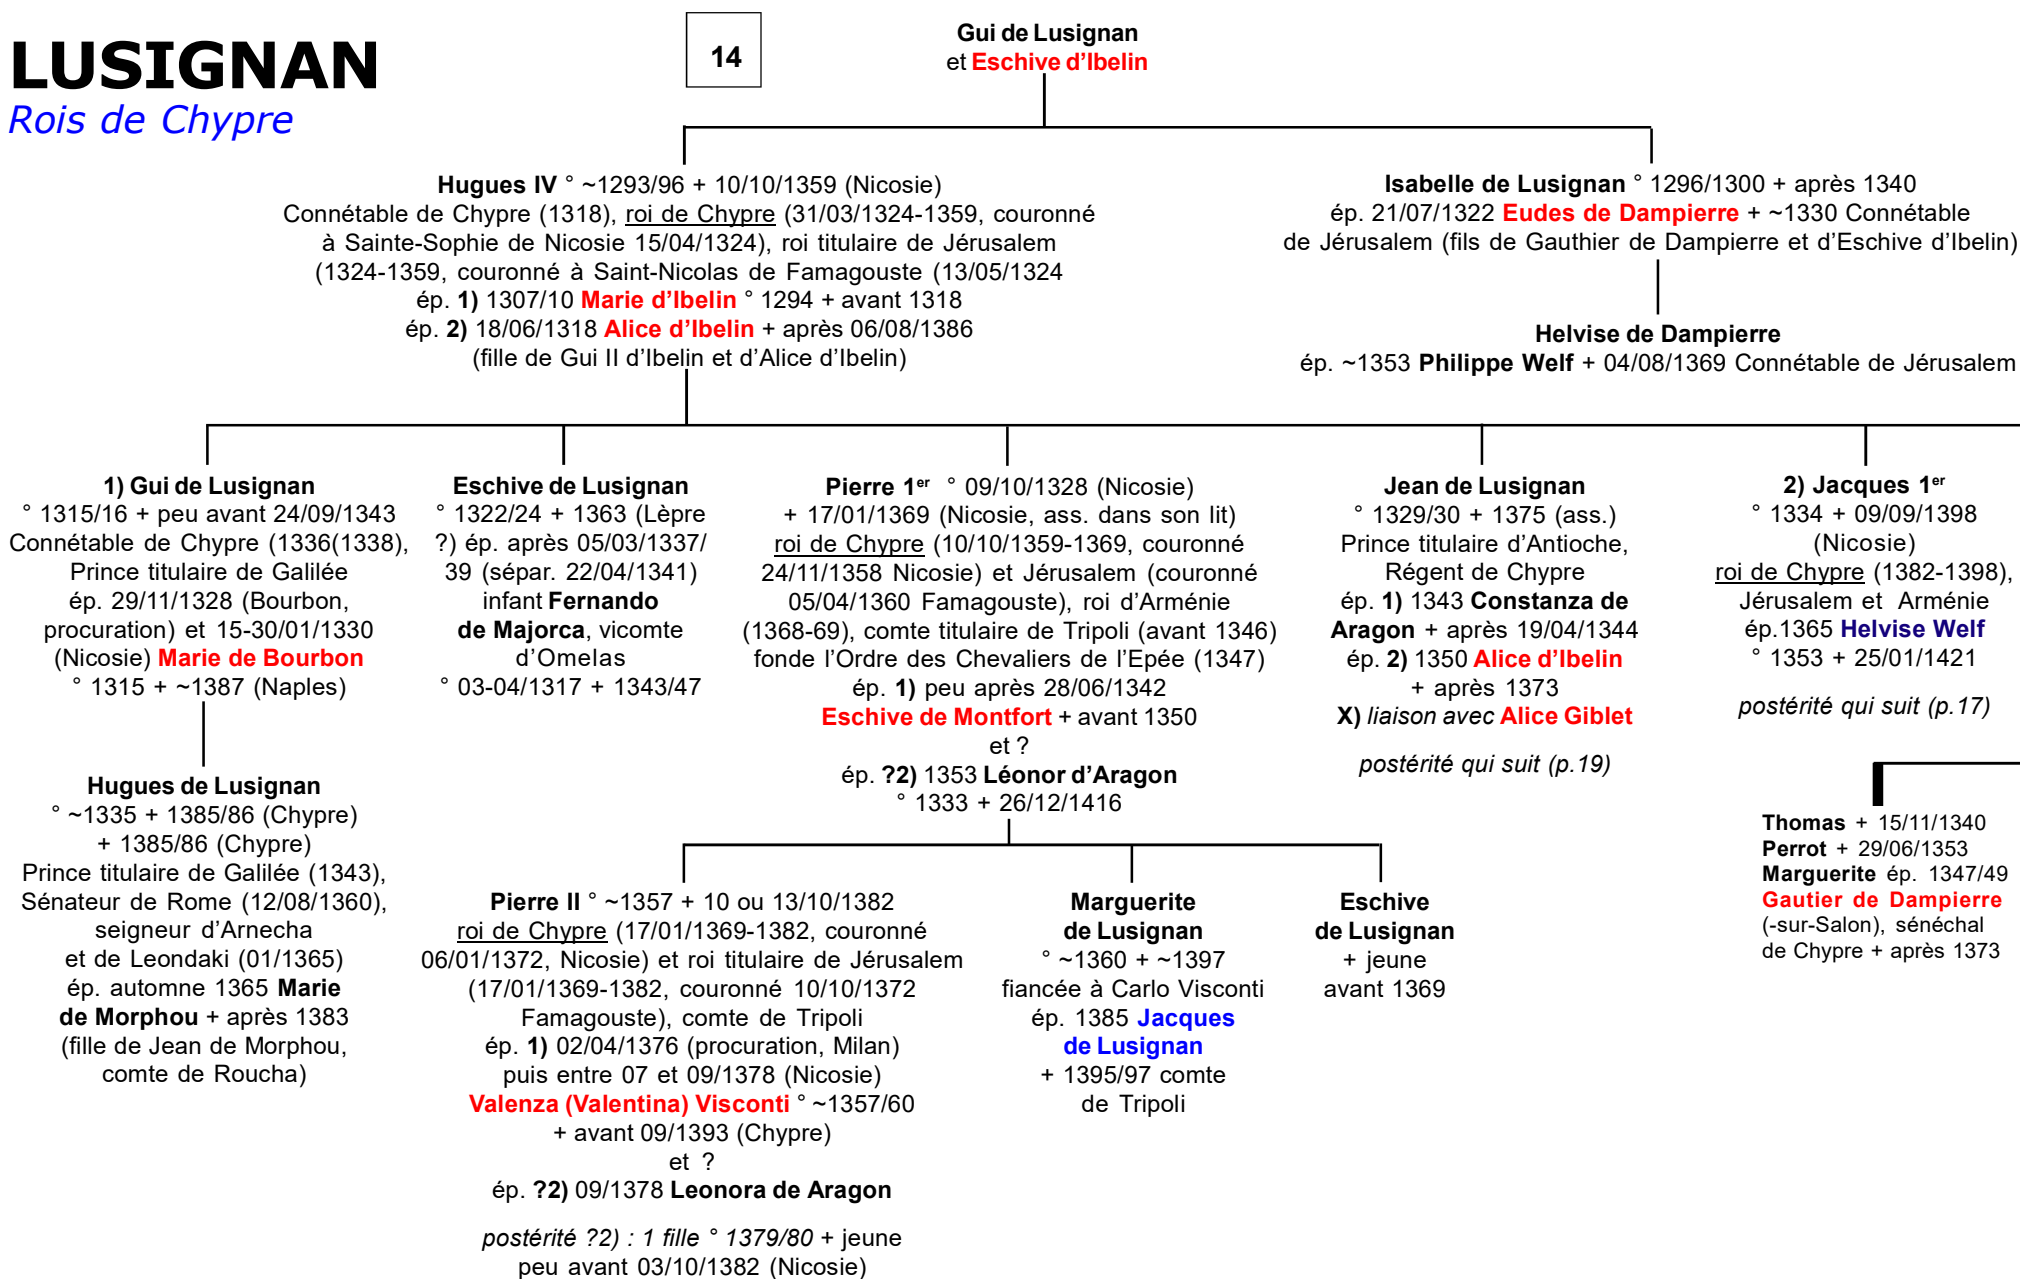 LUSIGNAN
Rois de Chypre
14
Gui de Lusignan
et Eschive d’Ibelin
Hugues IV ° ~1293/96 + 10/10/1359 (Nicosie)
Connétable de Chypre (1318), roi de Chypre (31/03/1324-1359, couronné
à Sainte-Sophie de Nicosie 15/04/1324), roi titulaire de Jérusalem
(1324-1359, couronné à Saint-Nicolas de Famagouste (13/05/1324
ép. 1) 1307/10 Marie d’Ibelin ° 1294 + avant 1318
ép. 2) 18/06/1318 Alice d’Ibelin + après 06/08/1386
(fille de Gui II d’Ibelin et d’Alice d’Ibelin)
Isabelle de Lusignan ° 1296/1300 + après 1340
ép. 21/07/1322 Eudes de Dampierre + ~1330 Connétable
de Jérusalem (fils de Gauthier de Dampierre et d’Eschive d’Ibelin)
Helvise de Dampierre
ép. ~1353 Philippe Welf + 04/08/1369 Connétable de Jérusalem
1) Gui de Lusignan
° 1315/16 + peu avant 24/09/1343
Connétable de Chypre (1336(1338),
Prince titulaire de Galilée
ép. 29/11/1328 (Bourbon,
procuration) et 15-30/01/1330
(Nicosie) Marie de Bourbon
° 1315 + ~1387 (Naples)
Hugues de Lusignan
° ~1335 + 1385/86 (Chypre)
+ 1385/86 (Chypre)
Prince titulaire de Galilée (1343),
Sénateur de Rome (12/08/1360),
seigneur d’Arnecha
et de Leondaki (01/1365)
ép. automne 1365 Marie
de Morphou + après 1383
(fille de Jean de Morphou,
comte de Roucha)
Eschive de Lusignan
° 1322/24 + 1363 (Lèpre
?) ép. après 05/03/1337/
39 (sépar. 22/04/1341)
infant Fernando
de Majorca, vicomte
d’Omelas
° 03-04/1317 + 1343/47
Pierre 1er ° 09/10/1328 (Nicosie)
+ 17/01/1369 (Nicosie, ass. dans son lit)
roi de Chypre (10/10/1359-1369, couronné
24/11/1358 Nicosie) et Jérusalem (couronné
05/04/1360 Famagouste), roi d’Arménie
(1368-69), comte titulaire de Tripoli (avant 1346)
fonde l’Ordre des Chevaliers de l’Epée (1347)
ép. 1) peu après 28/06/1342
Eschive de Montfort + avant 1350
et ?
ép. ?2) 1353 Léonor d’Aragon
° 1333 + 26/12/1416
Jean de Lusignan
° 1329/30 + 1375 (ass.)
Prince titulaire d’Antioche,
Régent de Chypre
ép. 1) 1343 Constanza de
Aragon + après 19/04/1344
ép. 2) 1350 Alice d’Ibelin
+ après 1373
X) liaison avec Alice Giblet
postérité qui suit (p.19)
2) Jacques 1er
° 1334 + 09/09/1398
(Nicosie)
roi de Chypre (1382-1398),
Jérusalem et Arménie
ép.1365 Helvise Welf
° 1353 + 25/01/1421
postérité qui suit (p.17)
Thomas + 15/11/1340
Perrot + 29/06/1353
Marguerite ép. 1347/49
Gautier de Dampierre
(-sur-Salon), sénéchal
de Chypre + après 1373
Pierre II ° ~1357 + 10 ou 13/10/1382
roi de Chypre (17/01/1369-1382, couronné
06/01/1372, Nicosie) et roi titulaire de Jérusalem
(17/01/1369-1382, couronné 10/10/1372
Famagouste), comte de Tripoli
ép. 1) 02/04/1376 (procuration, Milan)
puis entre 07 et 09/1378 (Nicosie)
Valenza (Valentina) Visconti ° ~1357/60
+ avant 09/1393 (Chypre)
et ?
ép. ?2) 09/1378 Leonora de Aragon
postérité ?2) : 1 fille ° 1379/80 + jeune
peu avant 03/10/1382 (Nicosie)
Marguerite
de Lusignan
° ~1360 + ~1397
fiancée à Carlo Visconti
ép. 1385 Jacques
de Lusignan
+ 1395/97 comte
de Tripoli
Eschive
de Lusignan
+ jeune
avant 1369